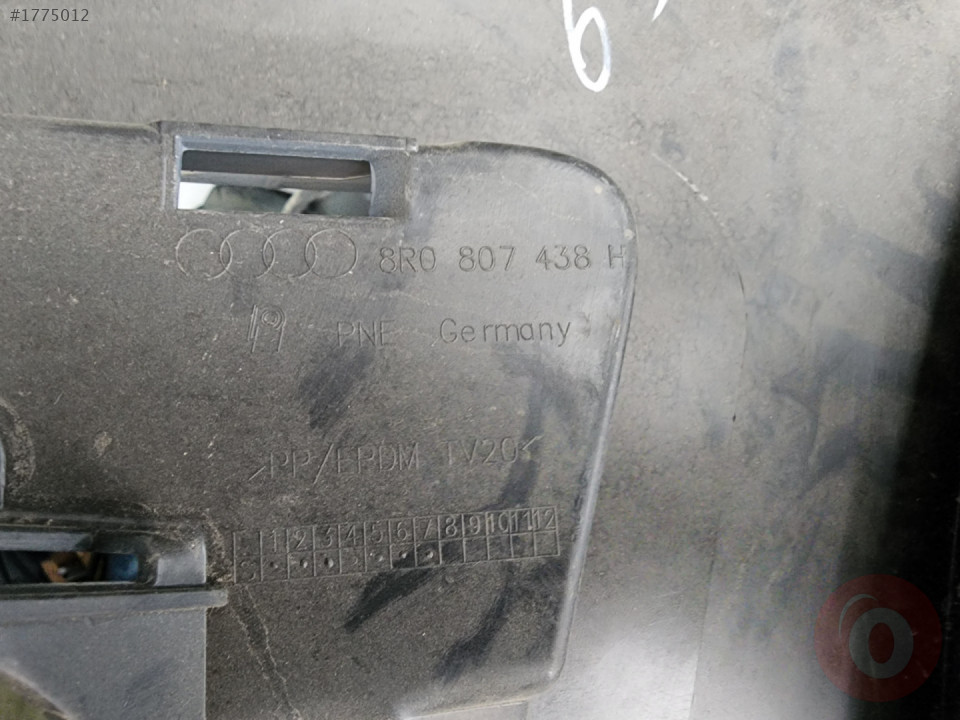 #1775012
6
8R0 807 438 H
PNE Germany
>PP/EPDM TV20<
1 2 3 4 5 6 7 8 9 10 11 12